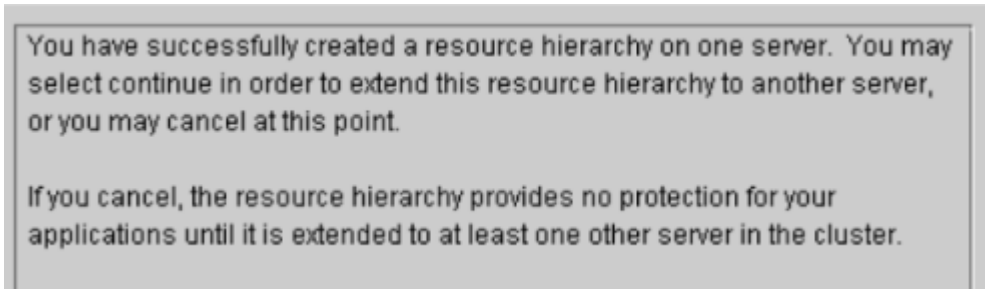 You have successfully created a resource hierarchy on one server.  You may
select continue in order to extend this resource hierarchy to another server,
or you may cancel at this point.
If you cancel, the resource hierarchy provides no protection for your
applications until it is extended to at least one other server in the cluster.